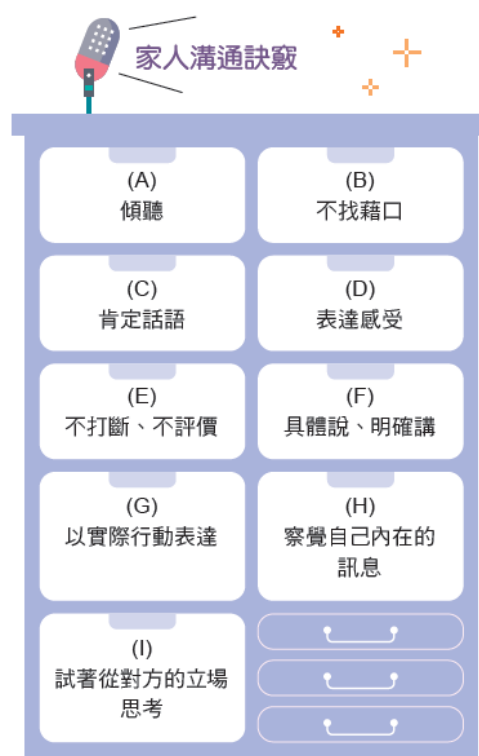 家人溝通訣竅
(A)
傾聽
(B)
不找藉口
(C)
肯定話語
(D)
表達感受
(E)
不打斷、不評價
(F)
具體說、明確講
(G)
以實際行動表達
(H)
察覺自己內在的
訊息
(I)
試著從對方的立場
思考